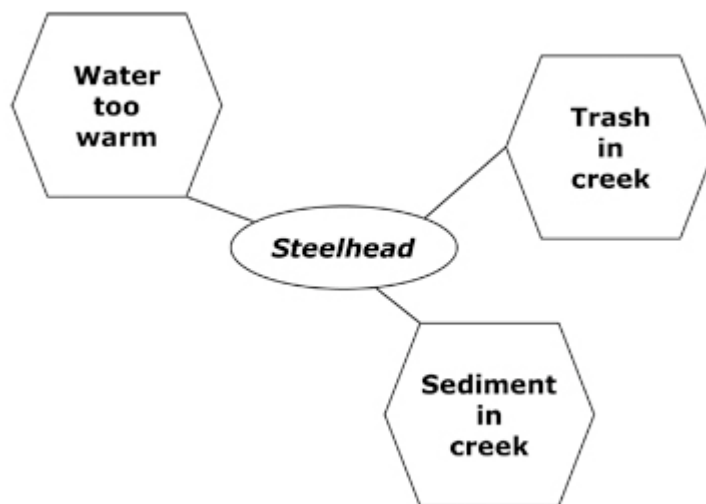 Water
too
warm
Trash
in
creek
Steelhead
Sediment
in
creek